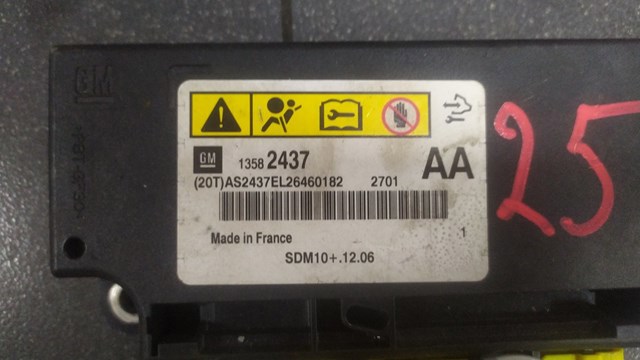 GM
GM 1358 2437 AA
(20T)AS2437EL26460182 2701
Made in France 1
SDM10+.12.06
25